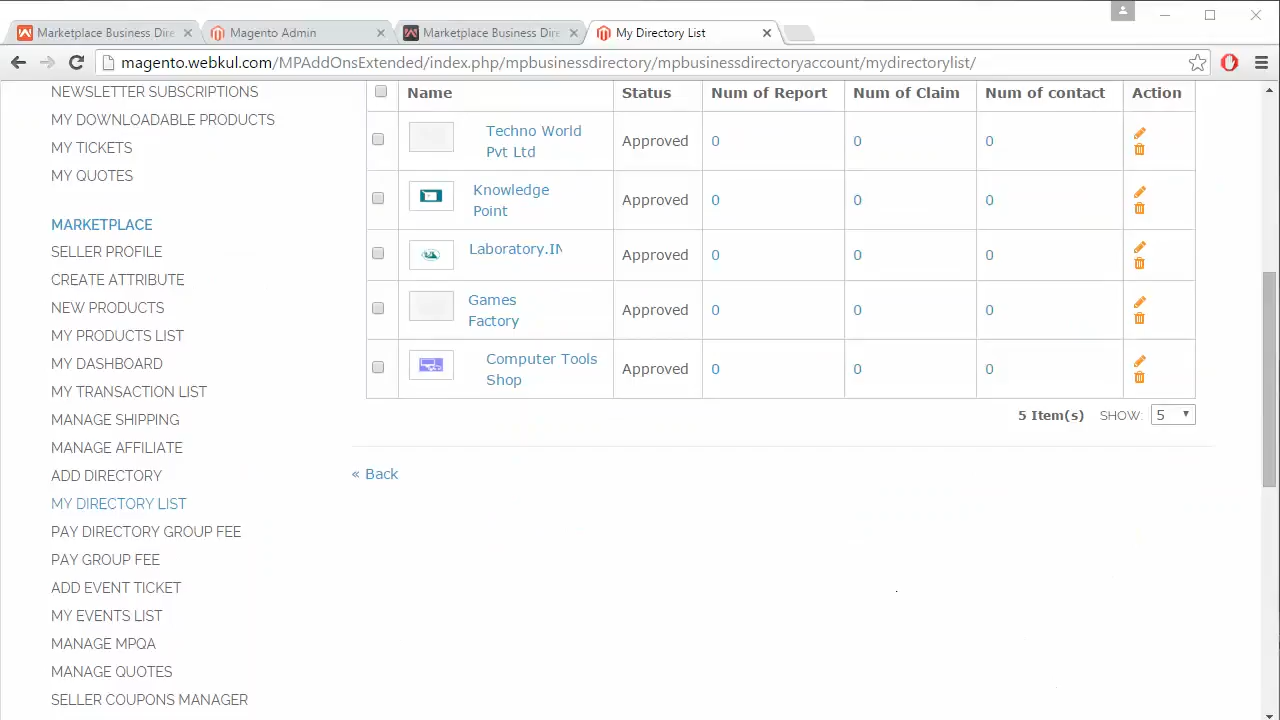 Marketplace Business Dire
Magento Admin
Marketplace Business Dire
My Directory List
magento.webkul.com/MPAddOnsExtended/index.php/mpbusinessdirectory/mpbusinessdirectoryaccount/mydirectorylist/
NEWSLETTER SUBSCRIPTIONS
MY DOWNLOADABLE PRODUCTS
MY TICKETS
MY QUOTES
MARKETPLACE
SELLER PROFILE
CREATE ATTRIBUTE
NEW PRODUCTS
MY PRODUCTS LIST
MY DASHBOARD
MY TRANSACTION LIST
MANAGE SHIPPING
MANAGE AFFILIATE
ADD DIRECTORY
MY DIRECTORY LIST
PAY DIRECTORY GROUP FEE
PAY GROUP FEE
ADD EVENT TICKET
MY EVENTS LIST
MANAGE MPQA
MANAGE QUOTES
SELLER COUPONS MANAGER
Name Status Num of Report Num of Claim Num of contact Action
Techno World
Pvt Ltd
Approved 0 0 0
Knowledge
Point
Approved 0 0 0
Laboratory.IN
Approved 0 0 0
Games
Factory
Approved 0 0 0
Computer Tools
Shop
Approved 0 0 0
5 Item(s) SHOW: 5
« Back